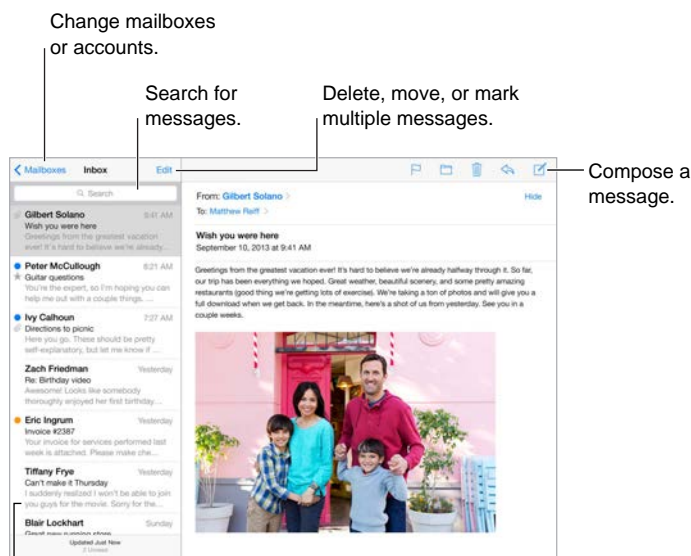 Change mailboxes
or accounts.
Search for
messages.
Delete, move, or mark
multiple messages.
Compose a
message.
Mailboxes Inbox Edit
Search
Gilbert Solano 9:41 AM
Wish you were here
Greetings from the greatest vacation
ever! It's hard to believe we're already...
Peter McCullough 8:21 AM
Guitar questions
You're the expert, so I'm hoping you can
help me out with a couple things. ...
Ivy Calhoun 7:27 AM
Directions to picnic
Here you go. These should be pretty
self-explanatory, but let me know if ...
Zach Friedman Yesterday
Re: Birthday video
Awesome! Looks like somebody
thoroughly enjoyed her first birthday...
Eric Ingrum Yesterday
Invoice #2387
Your invoice for services performed last
week is attached. Please make che...
Tiffany Frye Yesterday
Can't make it Thursday
I suddenly realized I won't be able to join
you guys for the movie. Sorry for the...
Blair Lockhart Sunday
Great new running store
Updated Just Now
2 Unread
From: Gilbert Solano
Hide
To: Matthew Reiff
Wish you were here
September 10, 2013 at 9:41 AM
Greetings from the greatest vacation ever! It's hard to believe we're already halfway through it. So far,
our trip has been everything we hoped. Great weather, beautiful scenery, and some pretty amazing
restaurants (good thing we're getting lots of exercise). We're taking a ton of photos and will give you a
full download when we get back. In the meantime, here's a shot of us from yesterday. See you in a
couple weeks.